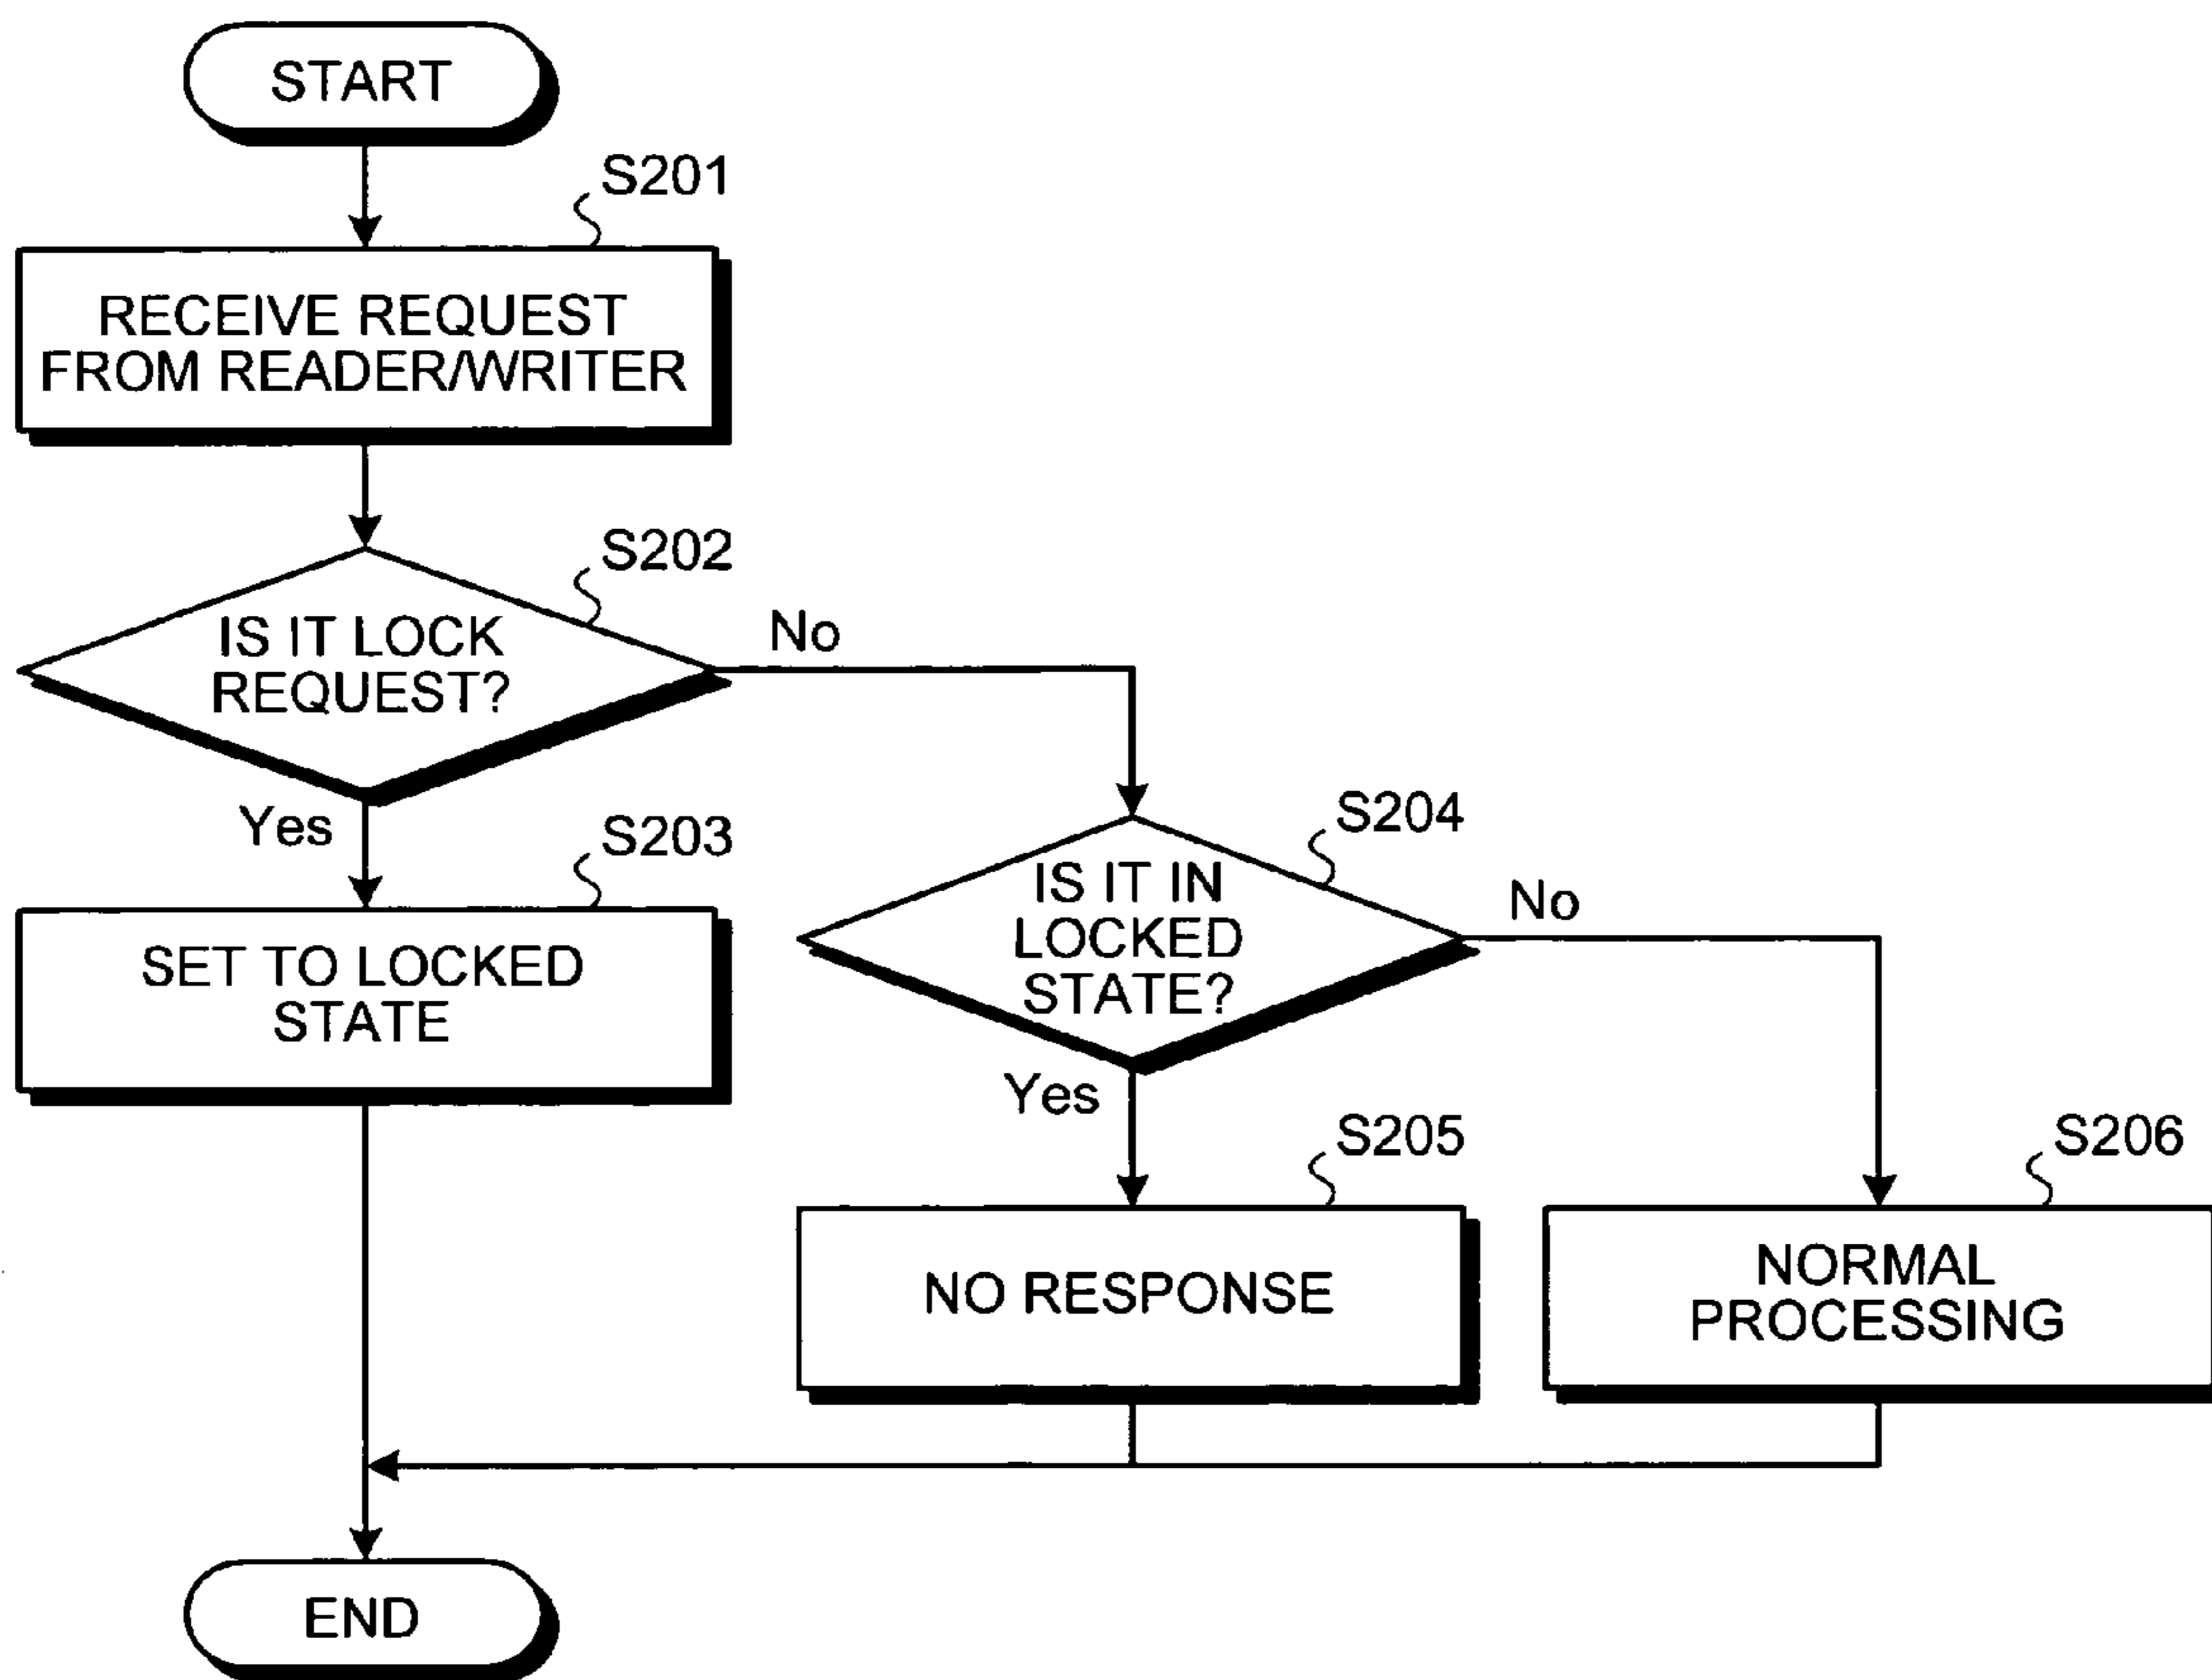 START
S201
RECEIVE REQUEST
FROM READER/WRITER
S202
IS IT LOCK
REQUEST?
No
Yes
S203
SET TO LOCKED
STATE
S204
IS IT IN
LOCKED
STATE?
No
Yes
S205
NO RESPONSE
S206
NORMAL
PROCESSING
END